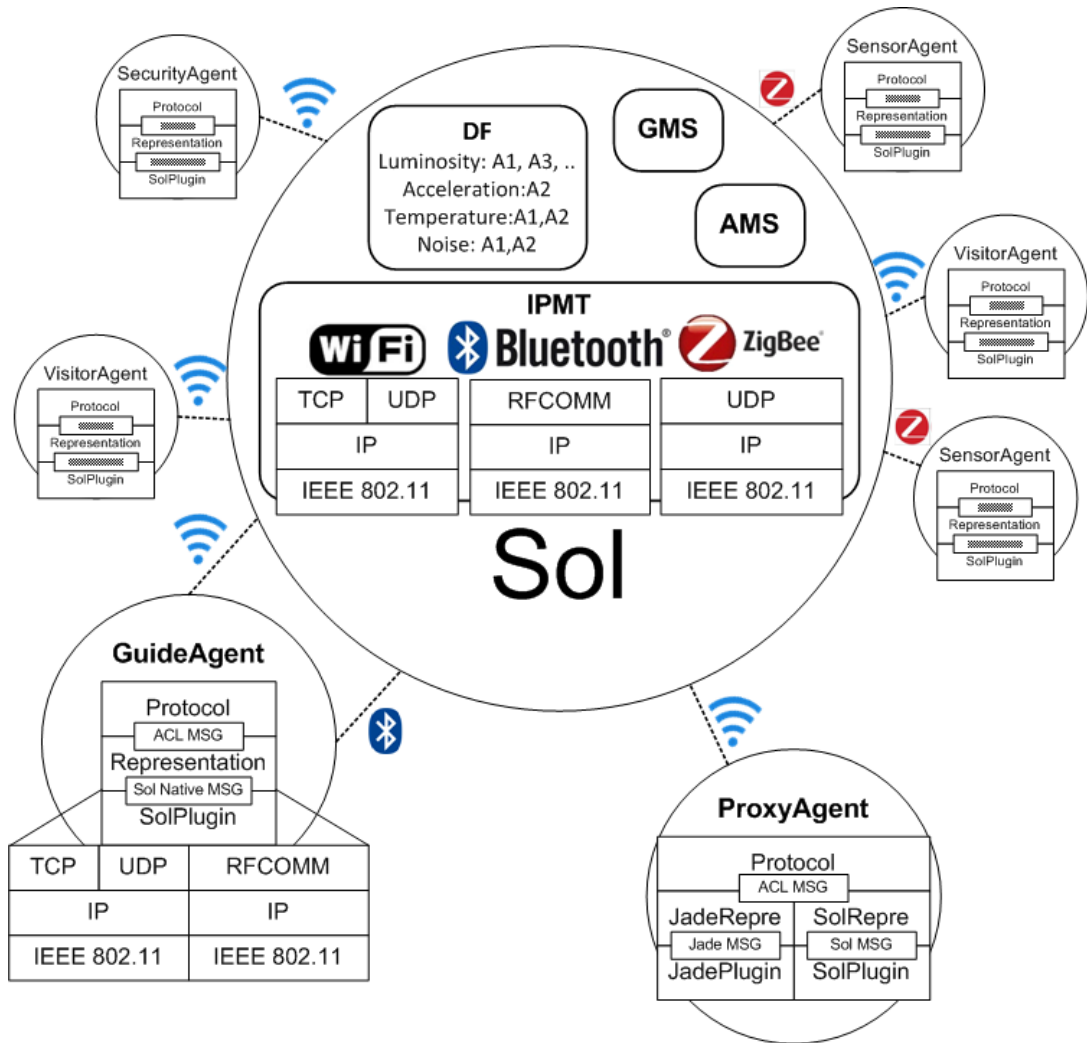 SecurityAgent
Protocol
Representation
SolPlugin
SensorAgent
Protocol
Representation
SolPlugin
DF
Luminosity: A1, A3, ..
Acceleration:A2
Temperature:A1,A2
Noise: A1,A2
GMS
AMS
VisitorAgent
Protocol
Representation
SolPlugin
IPMT
Wi Fi
Bluetooth®
ZigBee®
TCP UDP RFCOMM UDP
IP IP IP
IEEE 802.11 IEEE 802.11 IEEE 802.11
VisitorAgent
Protocol
Representation
SolPlugin
SensorAgent
Protocol
Representation
SolPlugin
Sol
GuideAgent
Protocol
ACL MSG
Representation
Sol Native MSG
SolPlugin
TCP UDP RFCOMM
IP IP
IEEE 802.11 IEEE 802.11
ProxyAgent
Protocol
ACL MSG
JadeRepre SolRepre
Jade MSG Sol MSG
JadePlugin SolPlugin